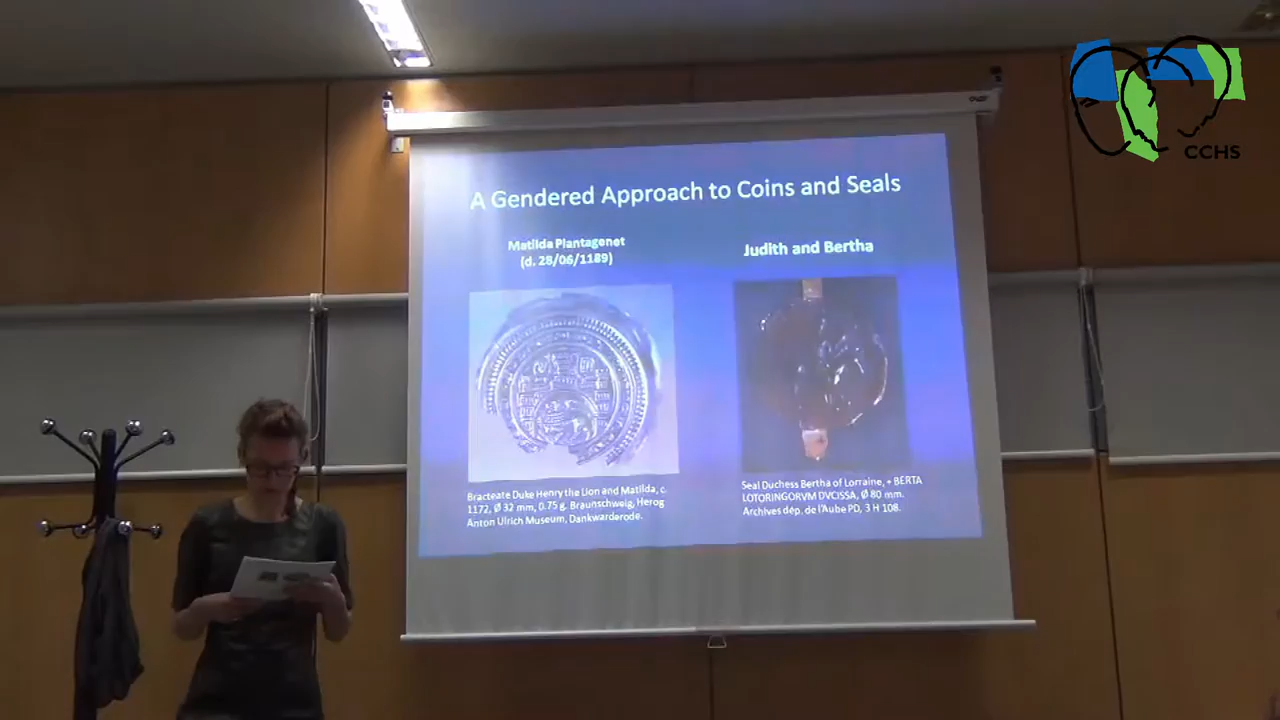 CCHS
A Gendered Approach to Coins and Seals
Matilda Plantagenet
(d. 28/06/1189)
Judith and Bertha
Bracteate Duke Henry the Lion and Matilda, c.
1172, Ø 32 mm, 0.75 g. Braunschweig, Herog
Anton Ulrich Museum, Dankwarderode.
Seal Duchess Bertha of Lorraine, + BERTA
LOTORINGORVM DVCISSA, Ø 80 mm.
Archives dép. de l'Aube PD, 3 H 108.